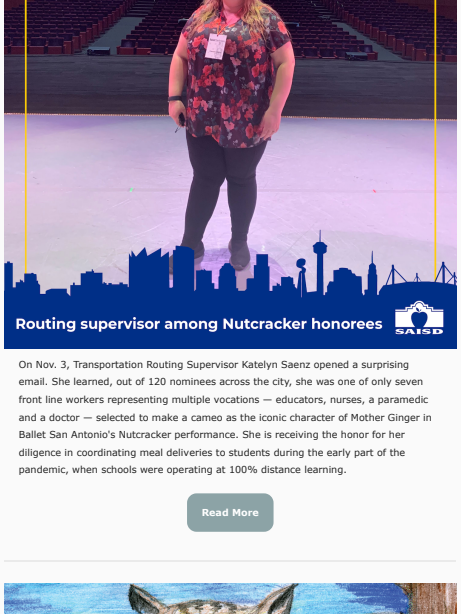 Routing supervisor among Nutcracker honorees
SAISD
On Nov. 3, Transportation Routing Supervisor Katelyn Saenz opened a surprising
email. She learned, out of 120 nominees across the city, she was one of only seven
front line workers representing multiple vocations — educators, nurses, a paramedic
and a doctor — selected to make a cameo as the iconic character of Mother Ginger in
Ballet San Antonio's Nutcracker performance. She is receiving the honor for her
diligence in coordinating meal deliveries to students during the early part of the
pandemic, when schools were operating at 100% distance learning.
Read More